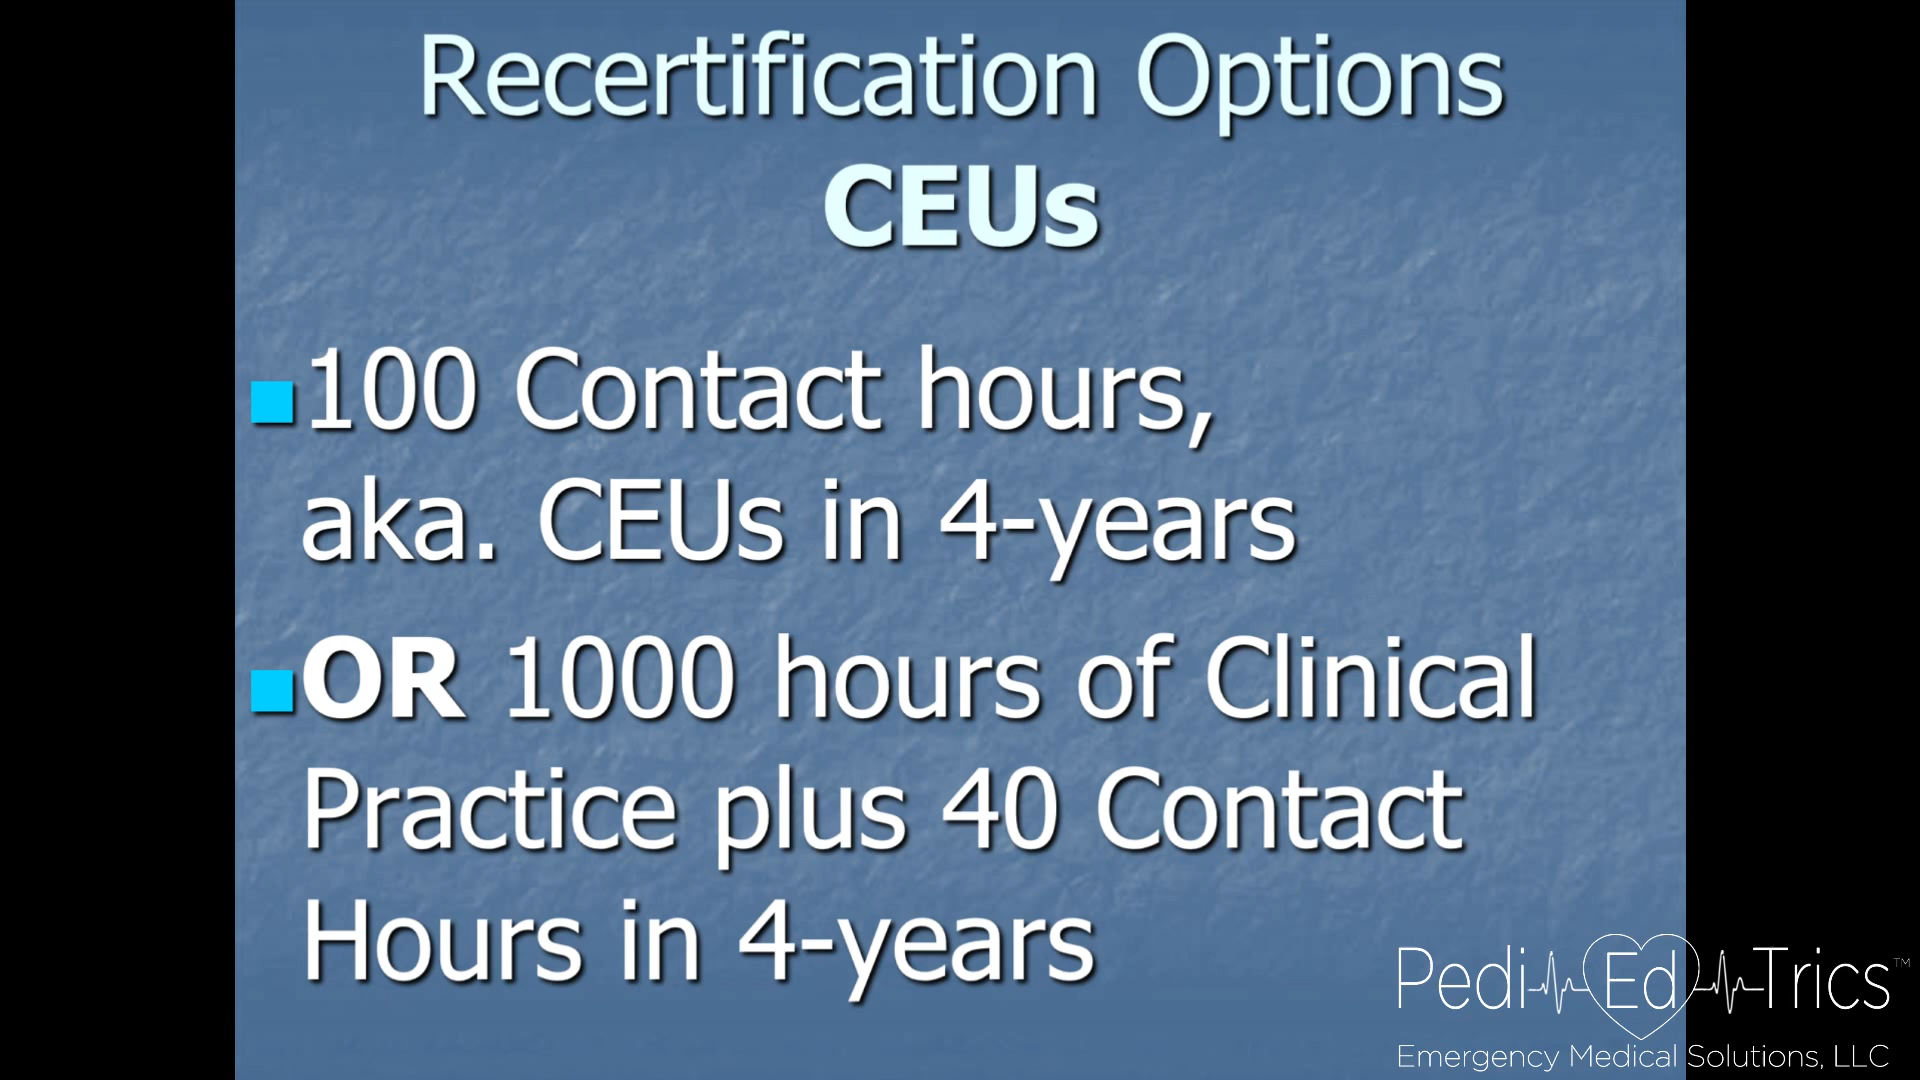 Recertification Options
CEUs
100 Contact hours,
aka. CEUs in 4-years
OR 1000 hours of Clinical
Practice plus 40 Contact
Hours in 4-years
Pedi Ed Trics™
Emergency Medical Solutions, LLC